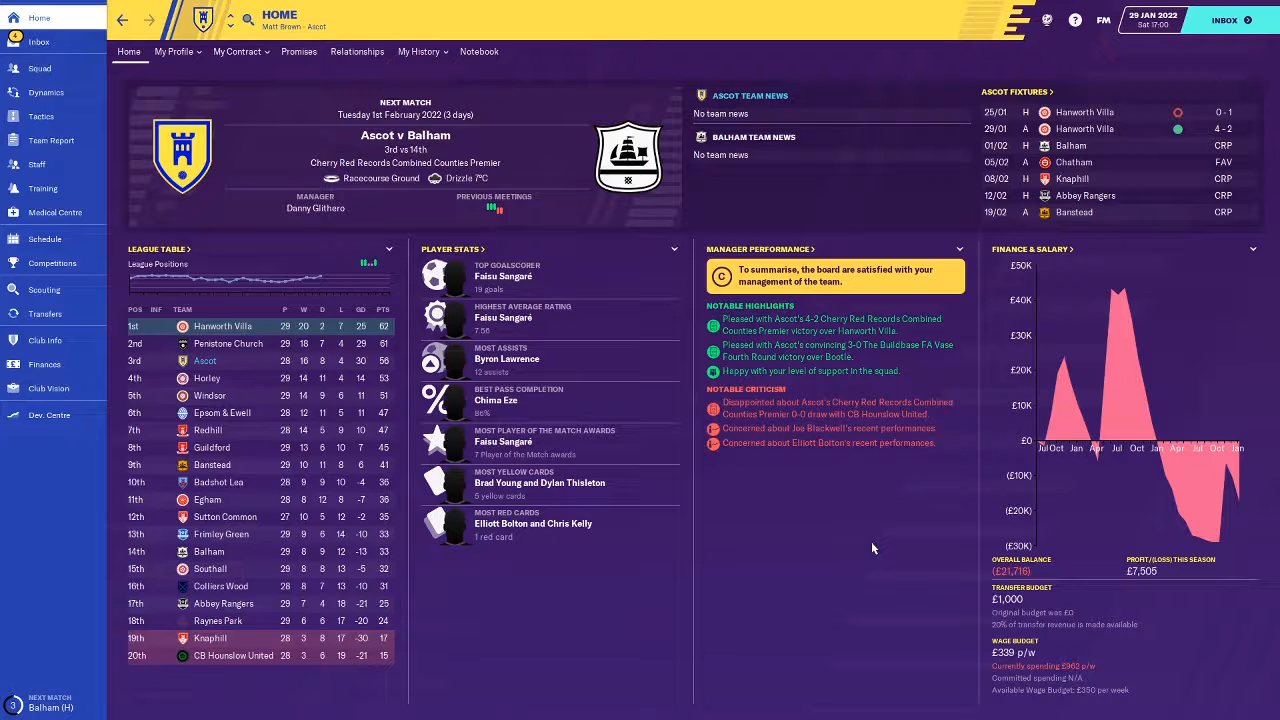 Home
4
Inbox
Squad
Dynamics
Tactics
Team Report
Staff
Training
Medical Centre
Schedule
Competitions
Scouting
Transfers
Club Info
Finances
Club Vision
Dev. Centre
3
NEXT MATCH
Balham (H)
HOME
Matt Brown - Ascot
?
FM
29 JAN 2022
Sat 17:00
INBOX
Home
My Profile
My Contract
Promises
Relationships
My History
Notebook
NEXT MATCH
Tuesday 1st February 2022 (3 days)
Ascot v Balham
3rd vs 14th
Cherry Red Records Combined Counties Premier
Racecourse Ground
Drizzle 7°C
MANAGER
Danny Glithero
PREVIOUS MEETINGS
ASCOT TEAM NEWS
No team news
BALHAM TEAM NEWS
No team news
ASCOT FIXTURES >
25/01 H Hanworth Villa 0 - 1
29/01 A Hanworth Villa 4 - 2
01/02 H Balham CRP
05/02 A Chatham FAV
08/02 H Knaphill CRP
12/02 H Abbey Rangers CRP
19/02 A Banstead CRP
LEAGUE TABLE >
League Positions
POS INF TEAM P W D L GD PTS
1st Hanworth Villa 29 20 2 7 25 62
2nd Penistone Church 29 18 7 4 29 61
3rd Ascot 28 16 8 4 30 56
4th Horley 29 14 11 4 14 53
5th Windsor 29 14 9 6 11 51
6th Epsom & Ewell 28 12 11 5 11 47
7th Redhill 28 14 5 9 10 47
8th Guildford 29 13 6 10 7 45
9th Banstead 29 10 11 8 6 41
10th Badshot Lea 28 9 9 10 -4 36
11th Egham 28 8 12 8 -7 36
12th Sutton Common 27 10 5 12 -2 35
13th Frimley Green 29 9 6 14 -10 33
14th Balham 29 8 9 12 -13 33
15th Southall 29 8 8 13 -5 32
16th Colliers Wood 28 8 7 13 -10 31
17th Abbey Rangers 29 7 4 18 -21 25
18th Raynes Park 29 6 6 17 -20 24
19th Knaphill 28 3 8 17 -30 17
20th CB Hounslow United 28 3 6 19 -21 15
PLAYER STATS >
TOP GOALSCORER
Faisu Sangaré
19 goals
HIGHEST AVERAGE RATING
Faisu Sangaré
7.56
MOST ASSISTS
Byron Lawrence
12 assists
BEST PASS COMPLETION
Chima Eze
86%
MOST PLAYER OF THE MATCH AWARDS
Faisu Sangaré
7 Player of the Match awards
MOST YELLOW CARDS
Brad Young and Dylan Thisleton
5 yellow cards
MOST RED CARDS
Elliott Bolton and Chris Kelly
1 red card
MANAGER PERFORMANCE >
C
To summarise, the board are satisfied with your
management of the team.
NOTABLE HIGHLIGHTS
Pleased with Ascot's 4-2 Cherry Red Records Combined
Counties Premier victory over Hanworth Villa.
Pleased with Ascot's convincing 3-0 The Buildbase FA Vase
Fourth Round victory over Bootle.
Happy with your level of support in the squad.
NOTABLE CRITICISM
Disappointed about Ascot's Cherry Red Records Combined
Counties Premier 0-0 draw with CB Hounslow United.
Concerned about Joe Blackwell's recent performances.
Concerned about Elliott Bolton's recent performances.
FINANCE & SALARY >
£50K
£40K
£30K
£20K
£10K
£0
(£10K)
(£20K)
(£30K)
Jul Oct Jan Apr Jul Oct Jan Apr Jul Oct Jan
OVERALL BALANCE
(£21,716)
PROFIT/(LOSS) THIS SEASON
£7,505
TRANSFER BUDGET
£1,000
Original budget was £0
20% of transfer revenue is made available
WAGE BUDGET
£339 p/w
Currently spending £962 p/w
Committed spending N/A
Available Wage Budget: £350 per week